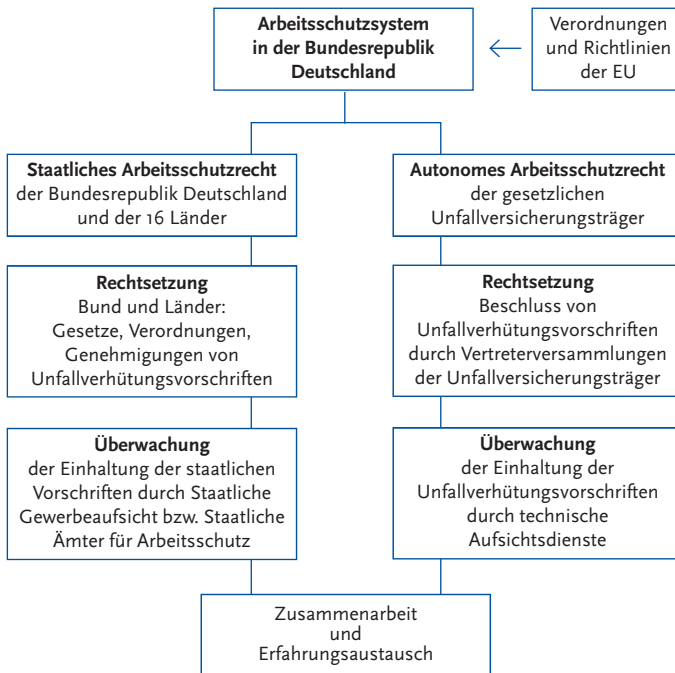 Arbeitsschutzsystem
in der Bundesrepublik
Deutschland
Verordnungen
und Richtlinien
der EU
Staatliches Arbeitsschutzrecht
der Bundesrepublik Deutschland
und der 16 Länder
Autonomes Arbeitsschutzrecht
der gesetzlichen
Unfallversicherungsträger
Rechtsetzung
Bund und Länder:
Gesetze, Verordnungen,
Genehmigungen von
Unfallverhütungsvorschriften
Rechtsetzung
Beschluss von
Unfallverhütungsvorschriften
durch Vertreterversammlungen
der Unfallversicherungsträger
Überwachung
der Einhaltung der staatlichen
Vorschriften durch Staatliche
Gewerbeaufsicht bzw. Staatliche
Ämter für Arbeitsschutz
Überwachung
der Einhaltung der
Unfallverhütungsvorschriften
durch technische
Aufsichtsdienste
Zusammenarbeit
und
Erfahrungsaustausch